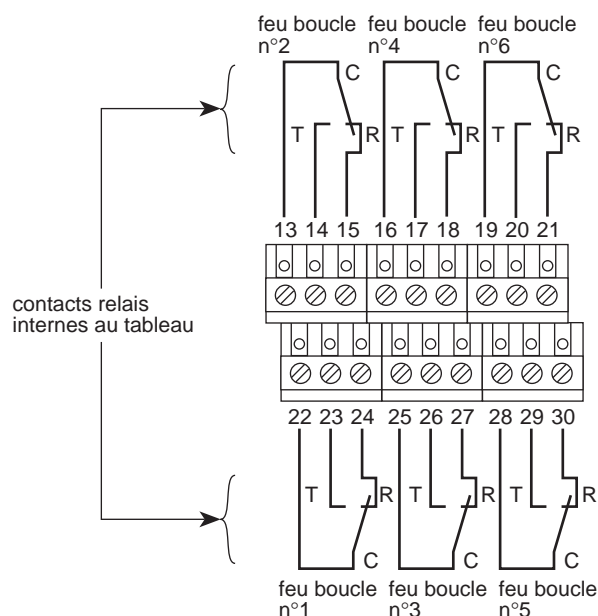 feu boucle
n°2
feu boucle
n°4
feu boucle
n°6
C
C
C
T
R
T
R
T
R
13 14 15 16 17 18 19 20 21
contacts relais
internes au tableau
22 23 24 25 26 27 28 29 30
T
R
T
R
T
R
C
C
C
feu boucle
n°1
feu boucle
n°3
feu boucle
n°5